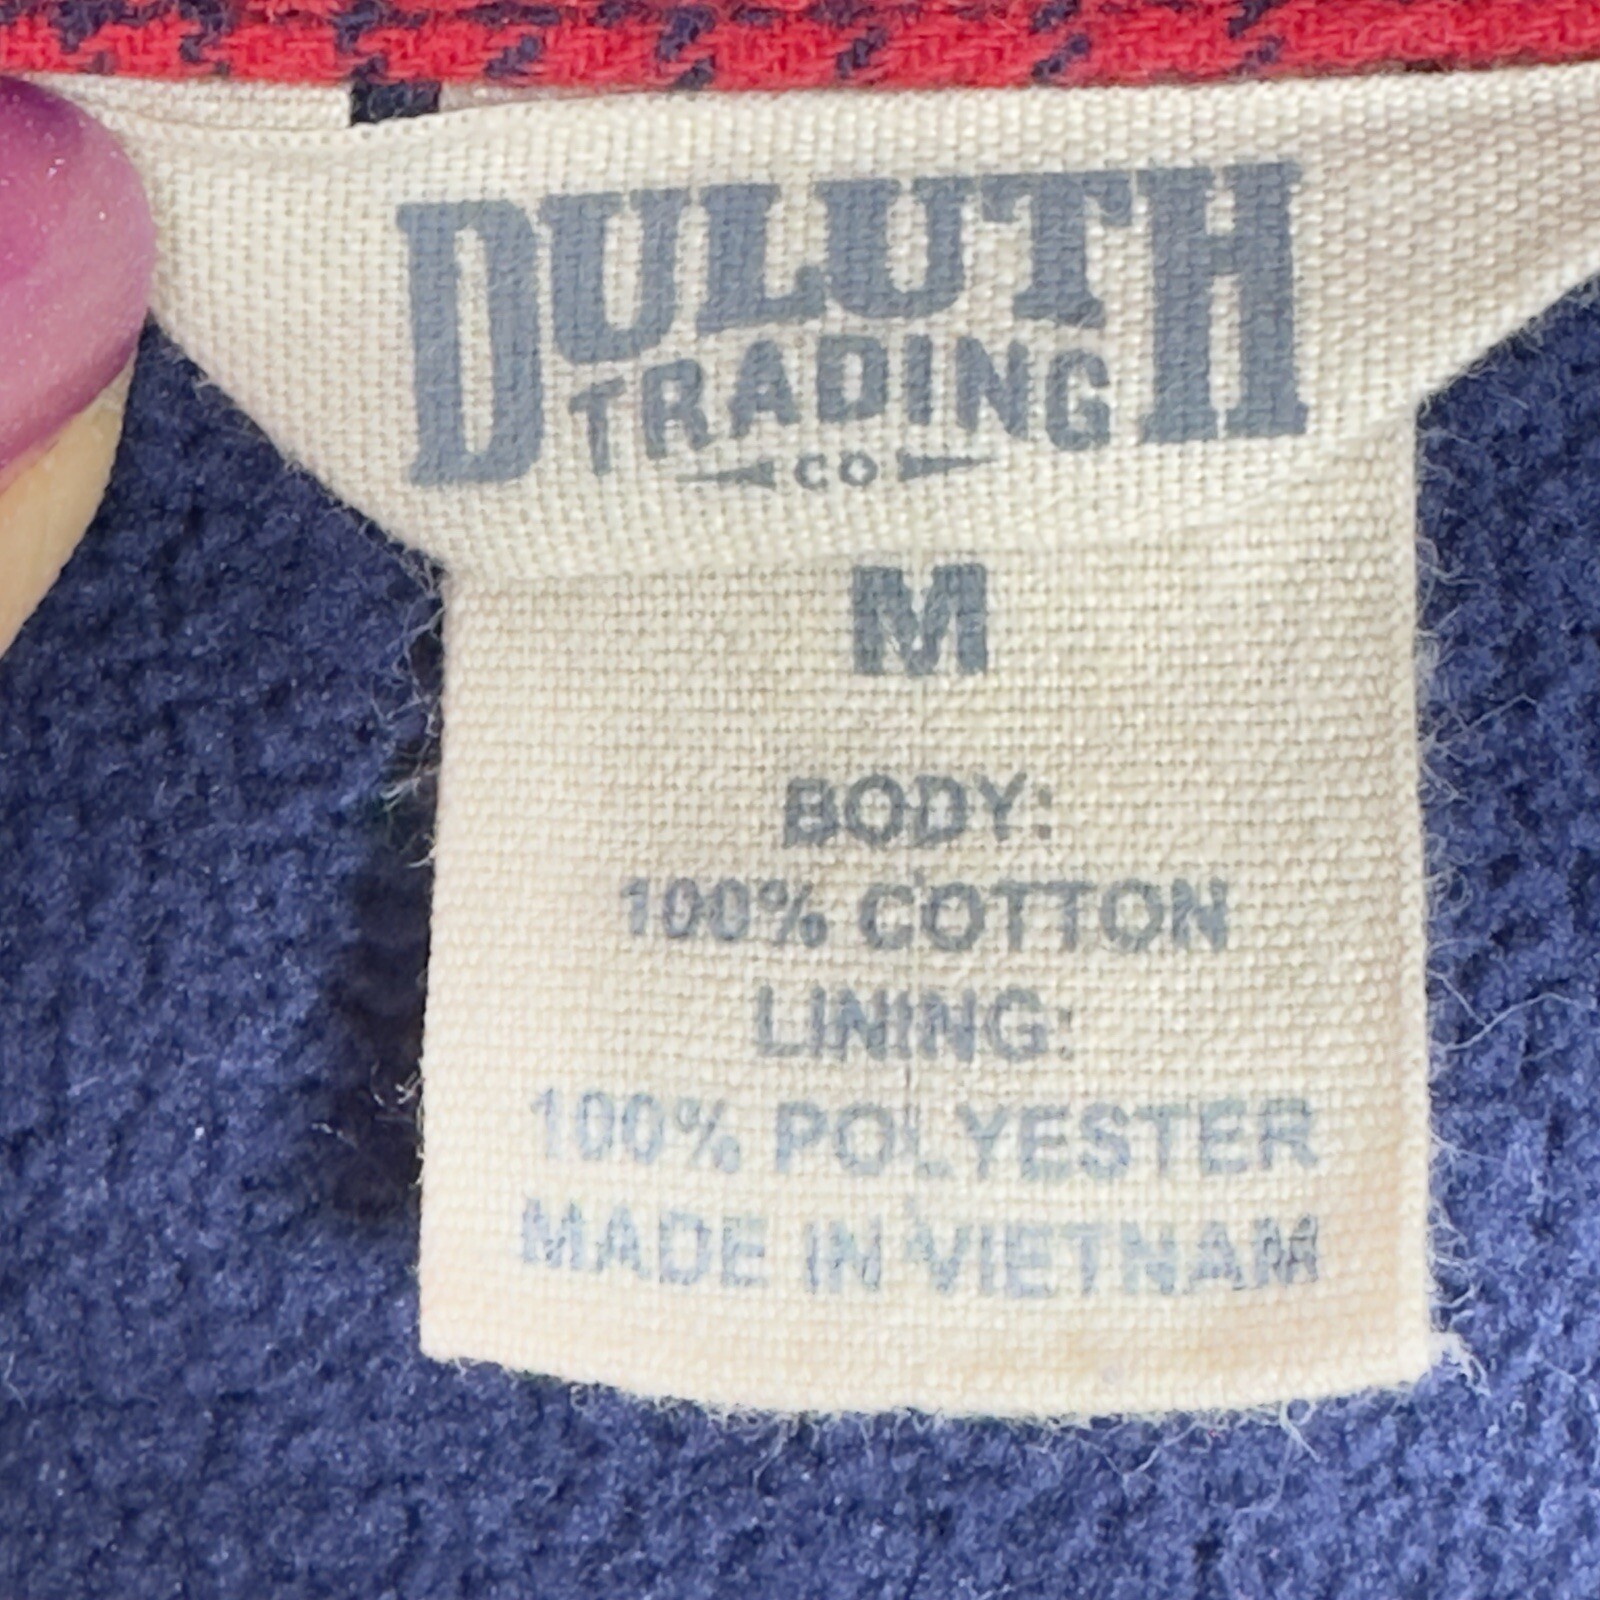 DULUTH
TRADING
CO
M
BODY:
100% COTTON
LINING:
100% POLYESTER
MADE IN VIETNAM